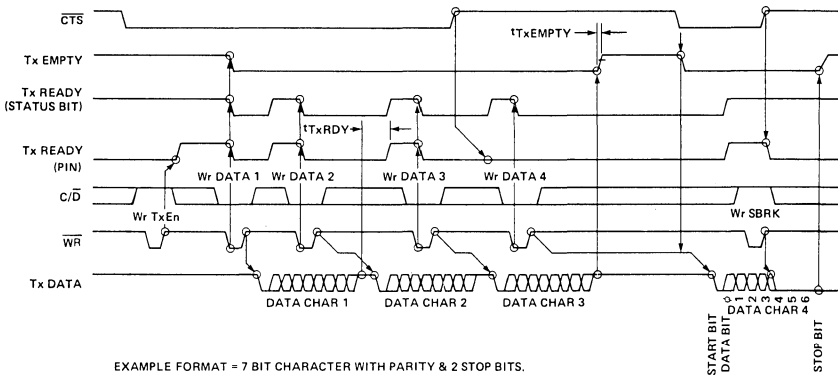 CTS
tTxEMPTY
Tx EMPTY
Tx READY
(STATUS BIT)
tTxRDY
Tx READY
(PIN)
Wr DATA 1
Wr DATA 2
Wr DATA 3
Wr DATA 4
C/D
Wr TxEn
Wr SBRK
WR
Tx DATA
DATA CHAR 1
DATA CHAR 2
DATA CHAR 3
START BIT
DATA BIT
ϕ 1 2 3 4 5 6
DATA CHAR 4
STOP BIT
EXAMPLE FORMAT = 7 BIT CHARACTER WITH PARITY & 2 STOP BITS.